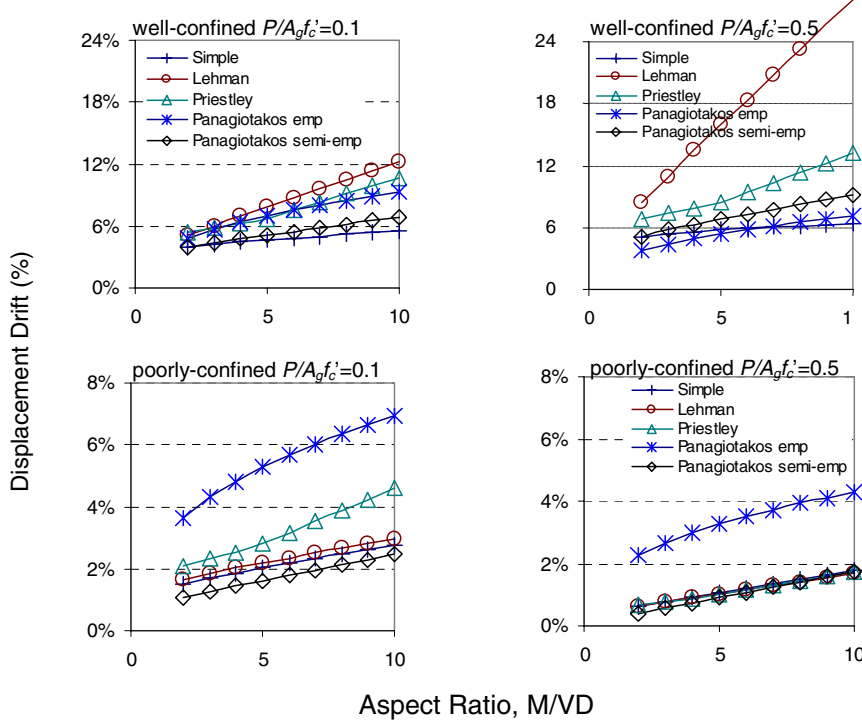 well-confined P/Agfc'=0.1
24%
18%
12%
6%
0%
0
5
10
Simple
Lehman
Priestley
Panagiotakos emp
Panagiotakos semi-emp
well-confined P/Agfc'=0.5
24
18
12
6
0
0
5
1
Simple
Lehman
Priestley
Panagiotakos emp
Panagiotakos semi-emp
Displacement Drift (%)
poorly-confined P/Agfc'=0.1
8%
6%
4%
2%
0%
0
5
10
poorly-confined P/Agfc'=0.5
8%
6%
4%
2%
0%
0
5
10
Simple
Lehman
Priestley
Panagiotakos emp
Panagiotakos semi-emp
Aspect Ratio, M/VD